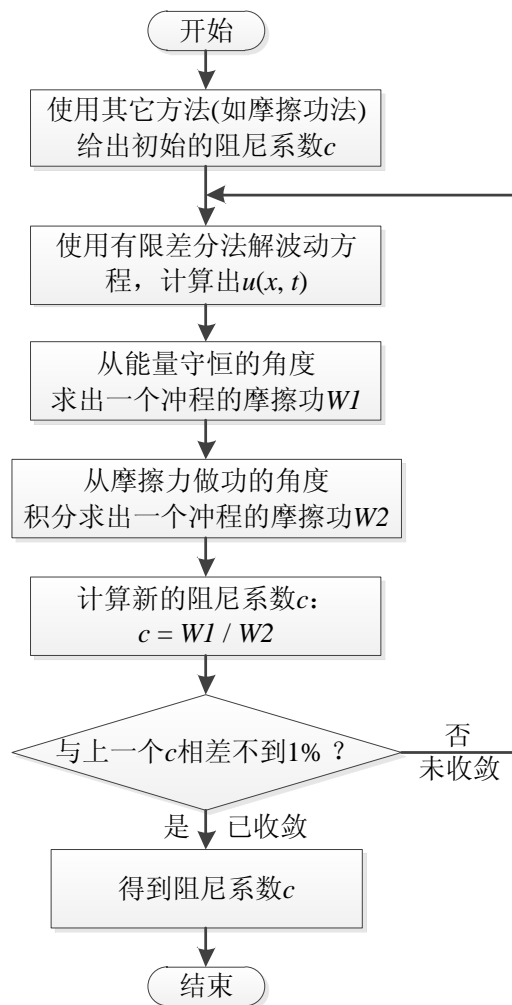 开始
使用其它方法(如摩擦功法)
给出初始的阻尼系数c
使用有限差分法解波动方
程，计算出u(x, t)
从能量守恒的角度
求出一个冲程的摩擦功W1
从摩擦力做功的角度
积分求出一个冲程的摩擦功W2
计算新的阻尼系数c：
c = W1 / W2
与上一个c相差不到1% ？
否
未收敛
是 已收敛
得到阻尼系数c
结束